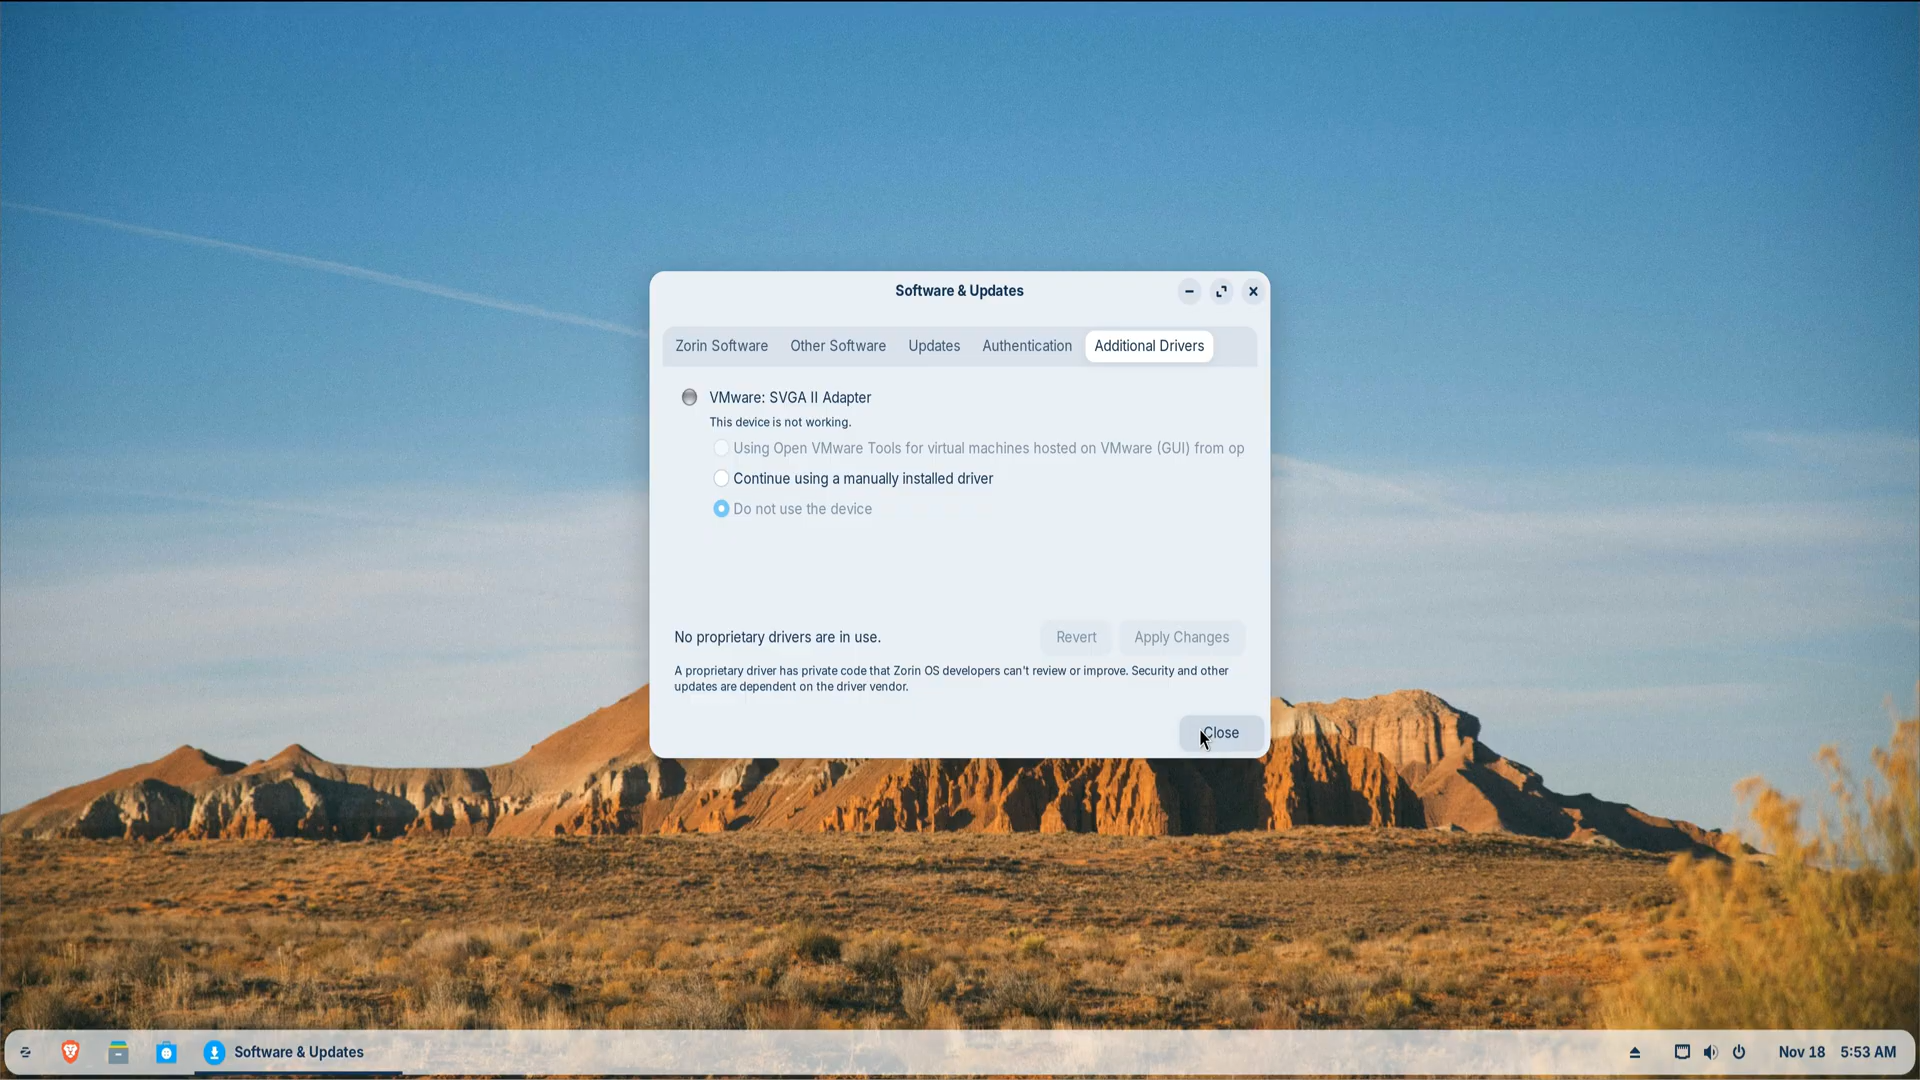 Software & Updates
Zorin Software Other Software Updates Authentication Additional Drivers
VMware: SVGA II Adapter
This device is not working.
Using Open VMware Tools for virtual machines hosted on VMware (GUI) from op
Continue using a manually installed driver
Do not use the device
No proprietary drivers are in use. Revert Apply Changes
A proprietary driver has private code that Zorin OS developers can't review or improve. Security and other
updates are dependent on the driver vendor.
Close
Software & Updates Nov 18 5:53 AM